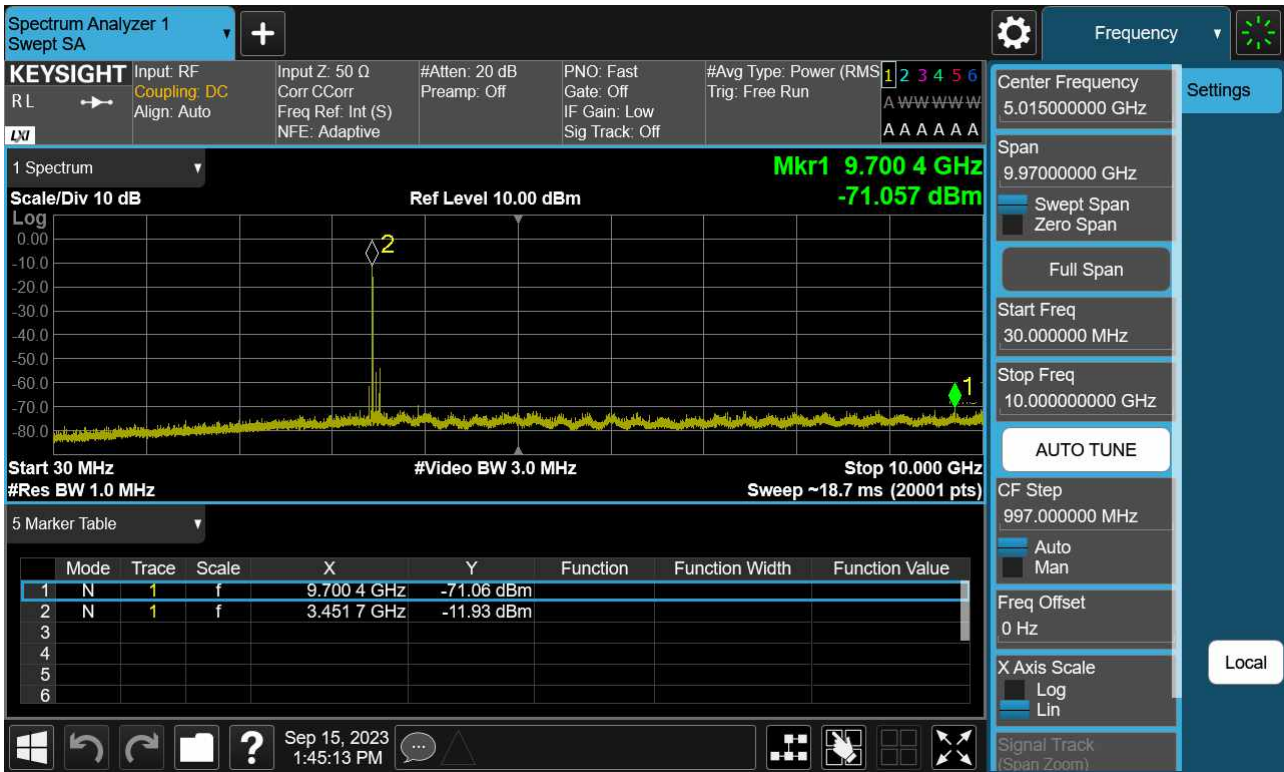 Spectrum Analyzer 1
Swept SA
Frequency
KEYSIGHT
R L
LXI
Input: RF
Coupling: DC
Align: Auto
Input Z: 50 Ω
Corr CCorr
Freq Ref: Int (S)
NFE: Adaptive
#Atten: 20 dB
Preamp: Off
PNO: Fast
Gate: Off
IF Gain: Low
Sig Track: Off
#Avg Type: Power (RMS
Trig: Free Run
1 2 3 4 5 6
A W W W W W
A A A A A A
1 Spectrum
Scale/Div 10 dB
Ref Level 10.00 dBm
Mkr1 9.700 4 GHz
-71.057 dBm
Log
0.00
-10.0
-20.0
-30.0
-40.0
-50.0
-60.0
-70.0
-80.0
2
1
Start 30 MHz
#Res BW 1.0 MHz
#Video BW 3.0 MHz
Stop 10.000 GHz
Sweep ~18.7 ms (20001 pts)
5 Marker Table
Mode Trace Scale X Y Function Function Width Function Value
1 N 1 f 9.700 4 GHz -71.06 dBm
2 N 1 f 3.451 7 GHz -11.93 dBm
3
4
5
6
?
Sep 15, 2023
1:45:13 PM
Center Frequency
5.015000000 GHz
Span
9.97000000 GHz
Swept Span
Zero Span
Full Span
Start Freq
30.000000 MHz
Stop Freq
10.000000000 GHz
AUTO TUNE
CF Step
997.000000 MHz
Auto
Man
Freq Offset
0 Hz
X Axis Scale
Log
Lin
Signal Track
(Span Zoom)
Settings
Local